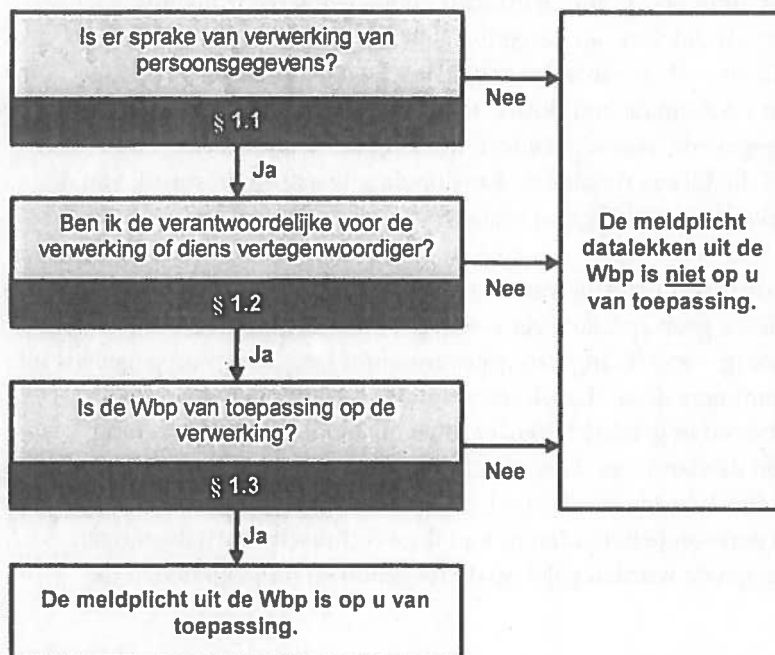 Is er sprake van verwerking van
persoonsgegevens?
§ 1.1
Nee
Ja
Ben ik de verantwoordelijke voor de
verwerking of diens vertegenwoordiger?
§ 1.2
Nee
Ja
Is de Wbp van toepassing op de
verwerking?
§ 1.3
Nee
Ja
De meldplicht uit de Wbp is op u van
toepassing.
De meldplicht
datalekken uit de
Wbp is niet op u
van toepassing.